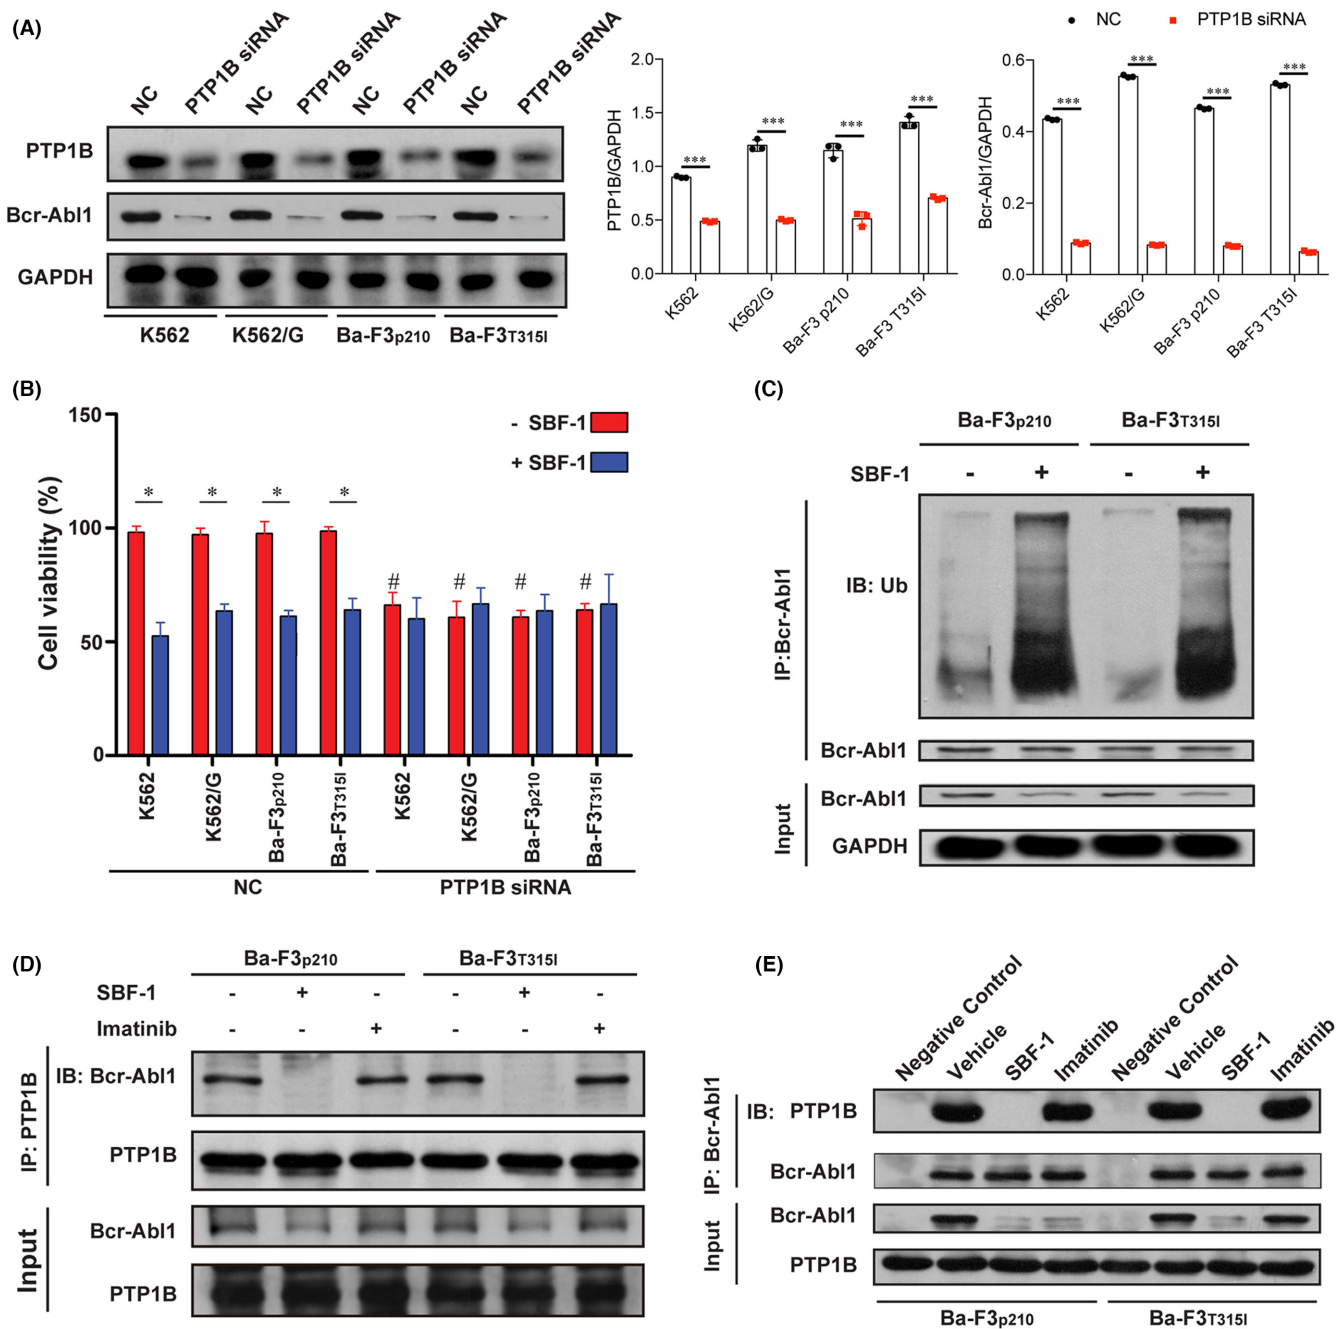 (A)
NC PTP1B siRNA NC PTP1B siRNA NC PTP1B siRNA NC PTP1B siRNA
PTP1B
Bcr-Abl1
GAPDH
K562 K562/G Ba-F3p210 Ba-F3T315I
NC PTP1B siRNA
PTP1B/GAPDH
2.0
1.5
1.0
0.5
0.0
*** *** *** ***
K562 K562/G Ba-F3 p210 Ba-F3 T315I
Bcr-Abl1/GAPDH
0.6
0.4
0.2
0.0
*** *** *** ***
K562 K562/G Ba-F3 p210 Ba-F3 T315I
(B)
Cell viability (%)
150
100
50
0
- SBF-1
+ SBF-1
* * * * # # # #
K562 K562/G Ba-F3p210 Ba-F3T315I K562 K562/G Ba-F3p210 Ba-F3T315I
NC PTP1B siRNA
(C)
Ba-F3p210 Ba-F3T315I
SBF-1 - + - +
IP:Bcr-Abl1
IB: Ub
Bcr-Abl1
Input
Bcr-Abl1
GAPDH
(D)
Ba-F3p210 Ba-F3T315I
SBF-1 - + - - + -
Imatinib - - + - - +
IP: PTP1B
IB: Bcr-Abl1
PTP1B
Input
Bcr-Abl1
PTP1B
(E)
Negative Control Vehicle SBF-1 Imatinib Negative Control Vehicle SBF-1 Imatinib
IP: Bcr-Abl1
IB: PTP1B
Bcr-Abl1
Input
Bcr-Abl1
PTP1B
Ba-F3p210 Ba-F3T315I